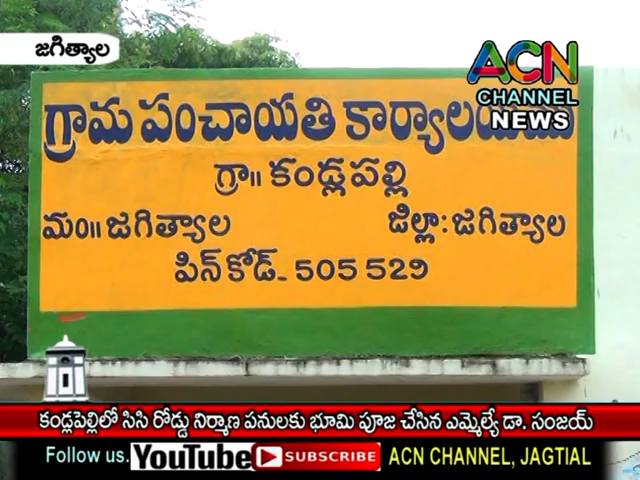 జగిత్యాల
ACN
CHANNEL
NEWS
గ్రామ పంచాయతి కార్యాలయము
గ్రా॥ కండ్లపల్లి
మం॥ జగిత్యాల జిల్లా: జగిత్యాల
పిన్ కోడ్- 505 529
కండ్లపెల్లిలో సిసి రోడ్డు నిర్మాణ పనులకు భూమి పూజ చేసిన ఎమ్మెల్యే డా. సంజయ్
Follow us. YouTube SUBSCRIBE ACN CHANNEL, JAGTIAL